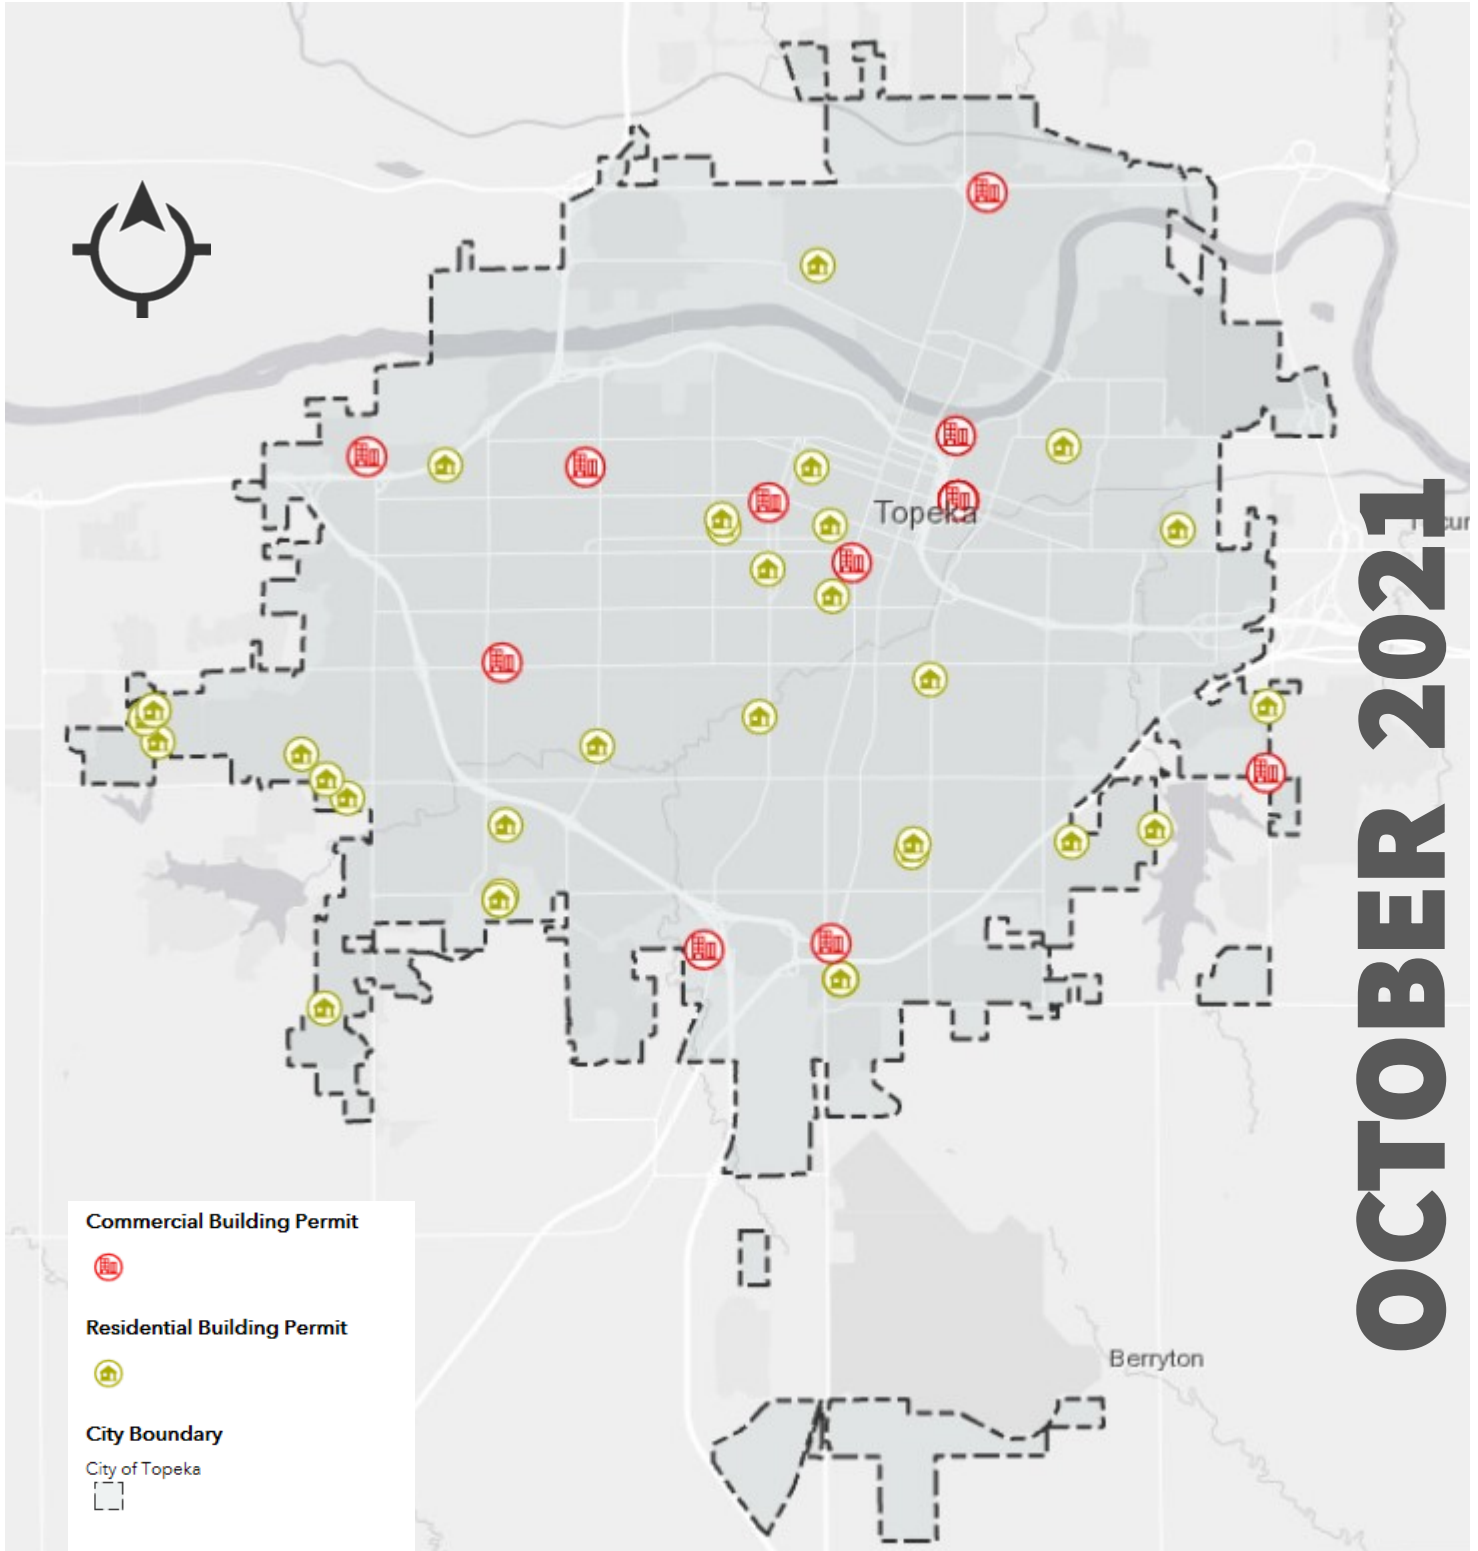 Topeka
OCTOBER 2021
Commercial Building Permit
Residential Building Permit
Berryton
City Boundary
City of Topeka